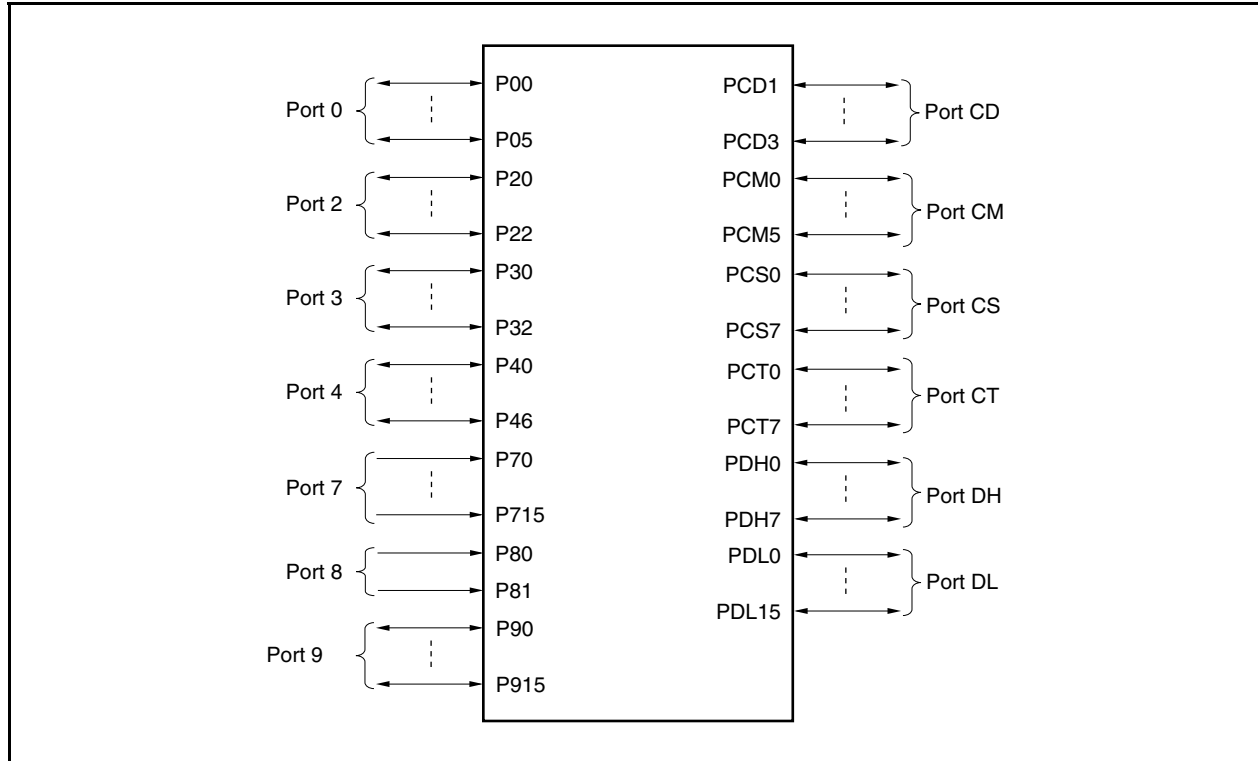 Port 0
P00
P05
Port 2
P20
P22
Port 3
P30
P32
Port 4
P40
P46
Port 7
P70
P715
Port 8
P80
P81
Port 9
P90
P915
PCD1
PCD3
Port CD
PCM0
PCM5
Port CM
PCS0
PCS7
Port CS
PCT0
PCT7
Port CT
PDH0
PDH7
Port DH
PDL0
PDL15
Port DL